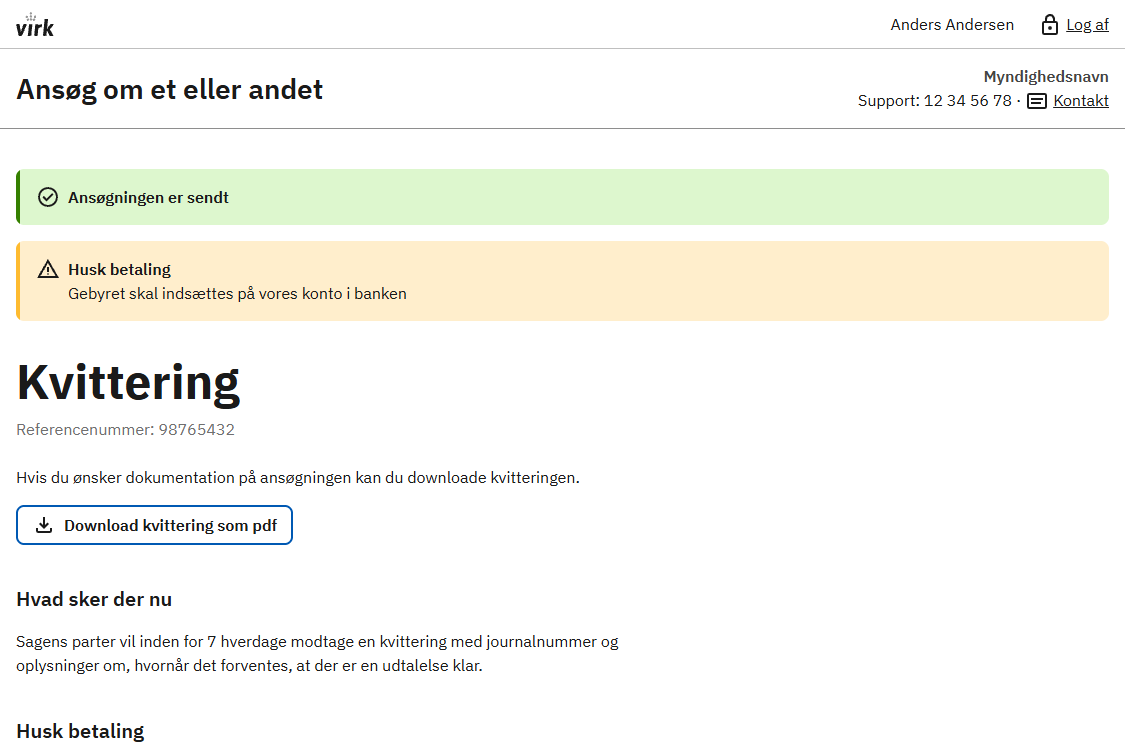 virk
Anders Andersen
Log af
Ansøg om et eller andet
Myndighedsnavn
Support: 12 34 56 78 · Kontakt
Ansøgningen er sendt
Husk betaling
Gebyret skal indsættes på vores konto i banken
Kvittering
Referencenummer: 98765432
Hvis du ønsker dokumentation på ansøgningen kan du downloade kvitteringen.
Download kvittering som pdf
Hvad sker der nu
Sagens parter vil inden for 7 hverdage modtage en kvittering med journalnummer og
oplysninger om, hvornår det forventes, at der er en udtalelse klar.
Husk betaling